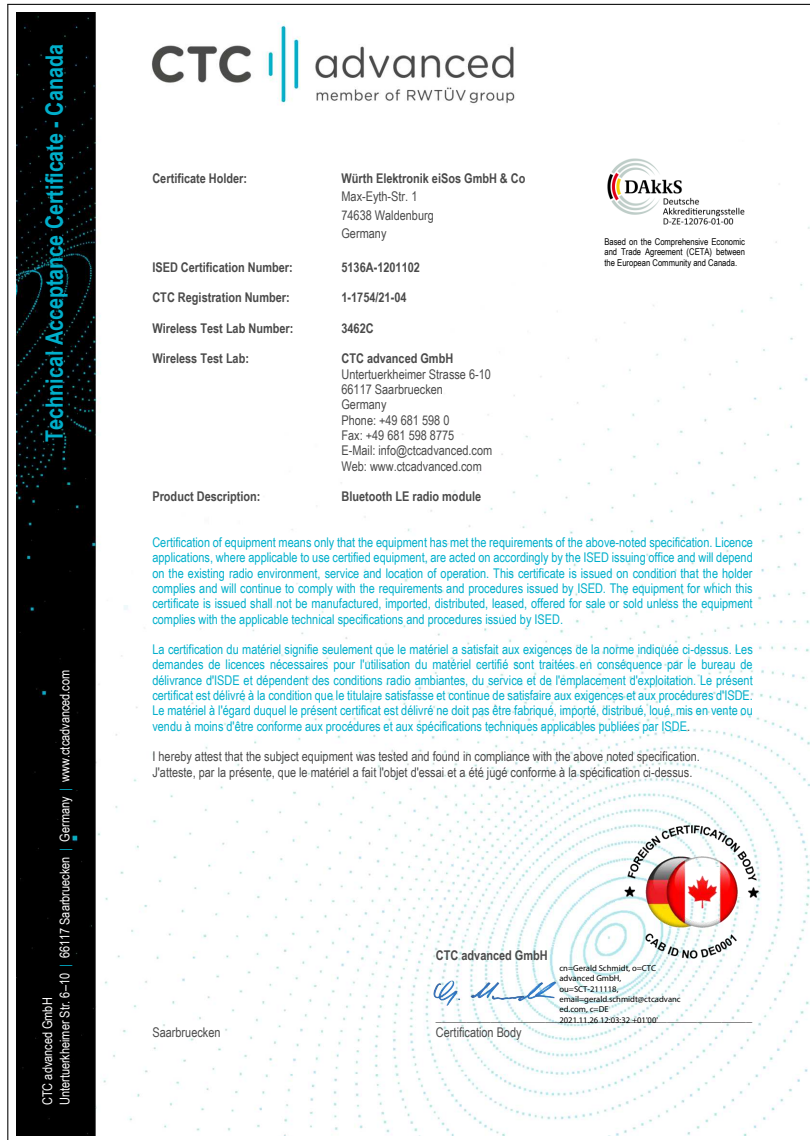 Technical Acceptance Certificate - Canada
CTC advanced
member of RWTÜV group
Certificate Holder: Würth Elektronik eiSos GmbH & Co
Max-Eyth-Str. 1
74638 Waldenburg
Germany
DAkkS
Deutsche
Akkreditierungsstelle
D-ZE-12076-01-00
Based on the Comprehensive Economic
and Trade Agreement (CETA) between
the European Community and Canada.
ISED Certification Number: 5136A-1201102
CTC Registration Number: 1-1754/21-04
Wireless Test Lab Number: 3462C
Wireless Test Lab: CTC advanced GmbH
Untertuerkheimer Strasse 6-10
66117 Saarbruecken
Germany
Phone: +49 681 598 0
Fax: +49 681 598 8775
E-Mail: info@ctcadvanced.com
Web: www.ctcadvanced.com
Product Description: Bluetooth LE radio module
Certification of equipment means only that the equipment has met the requirements of the above-noted specification. Licence
applications, where applicable to use certified equipment, are acted on accordingly by the ISED issuing office and will depend
on the existing radio environment, service and location of operation. This certificate is issued on condition that the holder
complies and will continue to comply with the requirements and procedures issued by ISED. The equipment for which this
certificate is issued shall not be manufactured, imported, distributed, leased, offered for sale or sold unless the equipment
complies with the applicable technical specifications and procedures issued by ISED.
La certification du matériel signifie seulement que le matériel a satisfait aux exigences de la norme indiquée ci-dessus. Les
demandes de licences nécessaires pour l'utilisation du matériel certifié sont traitées en conséquence par le bureau de
délivrance d'ISDE et dépendent des conditions radio ambiantes, du service et de l'emplacement d'exploitation. Le présent
certificat est délivré à la condition que le titulaire satisfasse et continue de satisfaire aux exigences et aux procédures d'ISDE.
Le matériel à l'égard duquel le présent certificat est délivré ne doit pas être fabriqué, importé, distribué, loué, mis en vente ou
vendu à moins d'être conforme aux procédures et aux spécifications techniques applicables publiées par ISDE.
I hereby attest that the subject equipment was tested and found in compliance with the above noted specification.
J'atteste, par la présente, que le matériel a fait l'objet d'essai et a été jugé conforme à la spécification ci-dessus.
FOREIGN CERTIFICATION BODY
CAB ID NO DE0001
CTC advanced GmbH
cn=Gerald Schmidt, o=CTC
advanced GmbH,
ou=SCT-211118,
email=gerald.schmidt@ctcadvanc
ed.com, c=DE
2021.11.26 12:03:32 +01'00'
Saarbruecken
Certification Body
CTC advanced GmbH
Untertuerkheimer Str. 6–10 | 66117 Saarbruecken | Germany | www.ctcadvanced.com